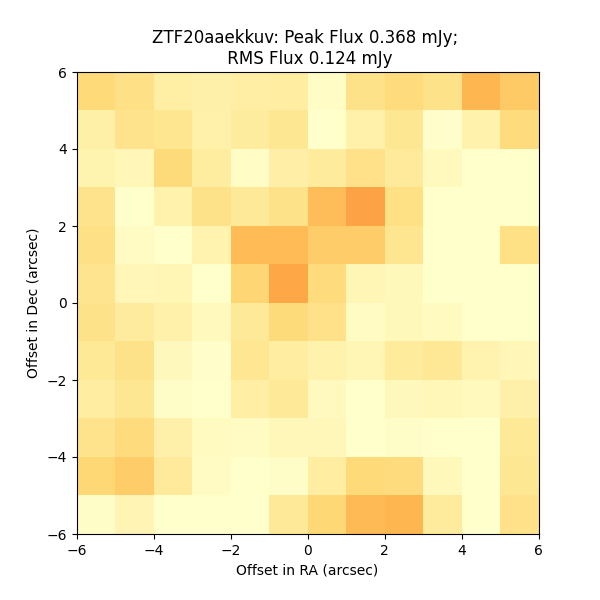 ZTF20aaekkuv: Peak Flux 0.368 mJy;
RMS Flux 0.124 mJy
6
4
2
0
−2
−4
−6
Offset in Dec (arcsec)
−6 −4 −2 0 2 4 6
Offset in RA (arcsec)